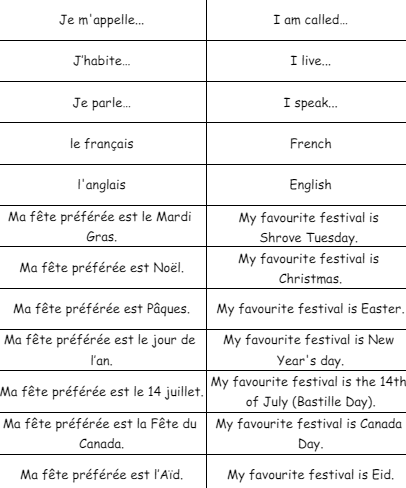 Je m'appelle... I am called...
J'habite... I live...
Je parle... I speak...
le français French
l'anglais English
Ma fête préférée est le Mardi
Gras.
My favourite festival is
Shrove Tuesday.
Ma fête préférée est Noël.
My favourite festival is
Christmas.
Ma fête préférée est Pâques. My favourite festival is Easter.
Ma fête préférée est le jour de
l'an.
My favourite festival is New
Year's day.
Ma fête préférée est le 14 juillet.
My favourite festival is the 14th
of July (Bastille Day).
Ma fête préférée est la Fête du
Canada.
My favourite festival is Canada
Day.
Ma fête préférée est l'Aïd. My favourite festival is Eid.